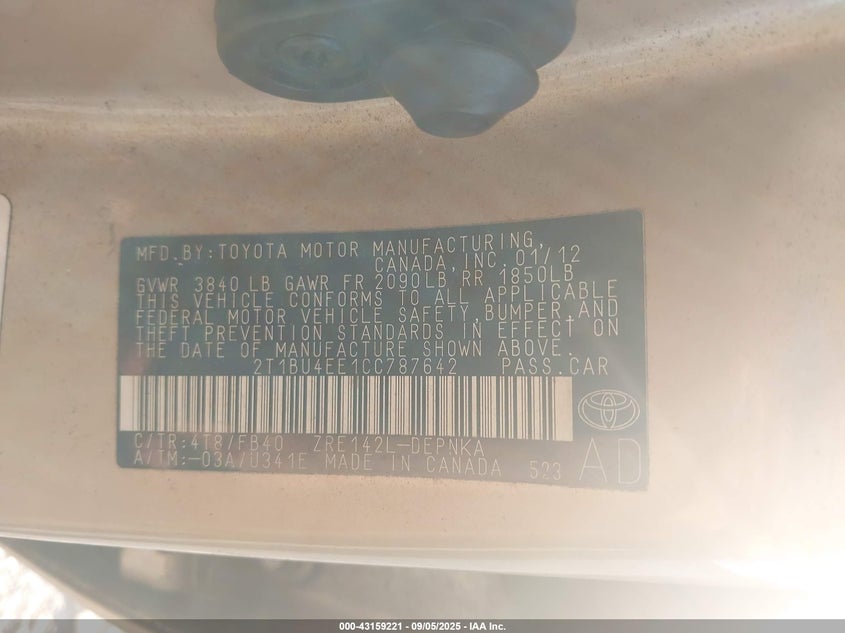 MFD.BY:TOYOTA MOTOR MANUFACTURING,
CANADA,INC.01/12
GVWR 3840 LB GAWR FR 2090LB RR 1850LB
THIS VEHICLE CONFORMS TO ALL APPLICABLE
FEDERAL MOTOR VEHICLE SAFETY,BUMPER,AND
THEFT PREVENTION STANDARDS IN EFFECT ON
THE DATE OF MANUFACTURE SHOWN ABOVE.
2T1BU4EE1CC787642 PASS.CAR
C/TR:4T8/FB40 ZRE142L-DEPNKA
A/TM:-03A/U341E MADE IN CANADA 523 AD
000-43159221 - 09/05/2025 - IAA Inc.